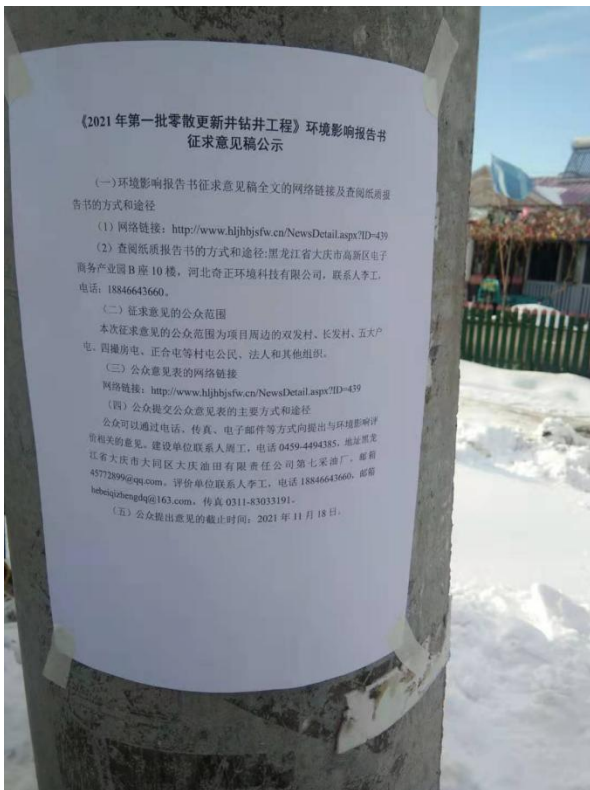 《2021 年第一批零散更新井钻井工程》环境影响报告书
征求意见稿公示
（一）环境影响报告书征求意见稿全文的网络链接及查阅纸质报
告书的方式和途径
（1）网络链接：http://www.hljhbjsfw.cn/NewsDetail.aspx?ID=439
（2）查阅纸质报告书的方式和途径:黑龙江省大庆市高新区电子
商务产业园 B 座 10 楼，河北奇正环境科技有限公司，联系人李工，
电话：18846643660。
（二）征求意见的公众范围
本次征求意见的公众范围为项目周边的双发村、长发村、五大户
屯、四撮房屯、正合屯等村屯公民、法人和其他组织。
（三）公众意见表的网络链接
网络链接：http://www.hljhbjsfw.cn/NewsDetail.aspx?ID=439
（四）公众提交公众意见表的主要方式和途径
公众可以通过电话、传真、电子邮件等方式向提出与环境影响评
价相关的意见。建设单位联系人周工，电话 0459-4494385。地址黑龙
江省大庆市大同区大庆油田有限责任公司第七采油厂、邮箱
45772899@qq.com。评价单位联系人李工，电话 18846643660。邮箱
hebeiqizhengdq@163.com。传真 0311-83033191。
（五）公众提出意见的截止时间：2021 年 11 月 18 日。